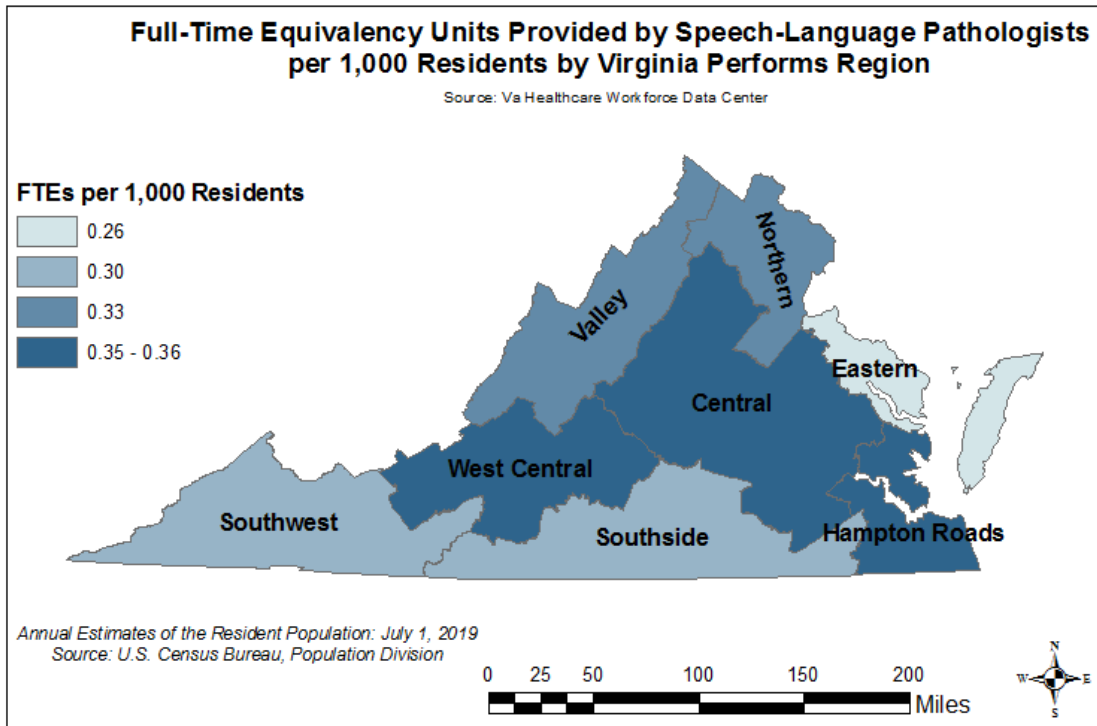 Full-Time Equivalency Units Provided by Speech-Language Pathologists
per 1,000 Residents by Virginia Performs Region
Source: Va Healthcare Workforce Data Center
FTEs per 1,000 Residents
0.26
0.30
0.33
0.35 - 0.36
Northern
Valley
Eastern
Central
West Central
Southwest
Southside
Hampton Roads
Annual Estimates of the Resident Population: July 1, 2019
Source: U.S. Census Bureau, Population Division
0 25 50 100 150 200
Miles
N
W E
S